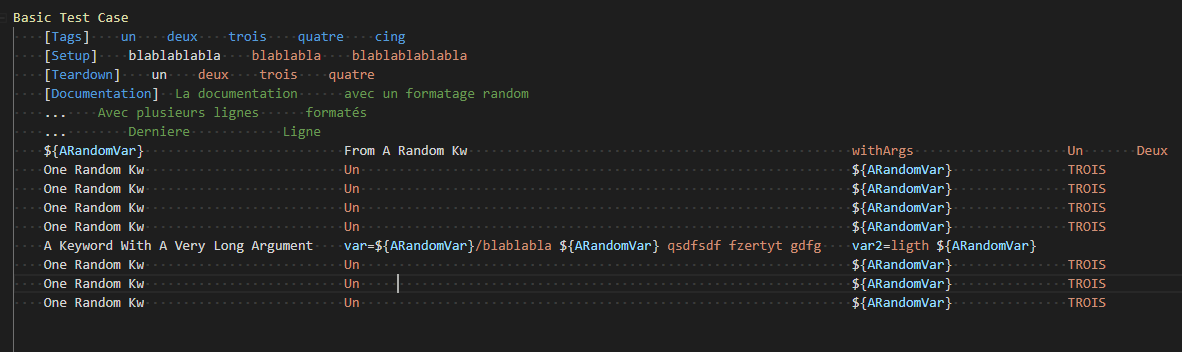 Basic Test Case
[Tags]    un    deux    trois    quatre    cing
[Setup]    blablablabla    blablabla    blablablablabla
[Teardown]    un    deux    trois    quatre
[Documentation]  La documentation      avec un formatage random
...    Avec plusieurs lignes      formatés
...        Derniere            Ligne
${ARandomVar}                          From A Random Kw                                                  withArgs                    Un       Deux
One Random Kw                          Un                                                                ${ARandomVar}               TROIS
One Random Kw                          Un                                                                ${ARandomVar}               TROIS
One Random Kw                          Un                                                                ${ARandomVar}               TROIS
One Random Kw                          Un                                                                ${ARandomVar}               TROIS
A Keyword With A Very Long Argument    var=${ARandomVar}/blablabla ${ARandomVar} qsdfsdf fzertyt gdfg    var2=ligth ${ARandomVar}
One Random Kw                          Un                                                                ${ARandomVar}               TROIS
One Random Kw                          Un                                                                ${ARandomVar}               TROIS
One Random Kw                          Un                                                                ${ARandomVar}               TROIS